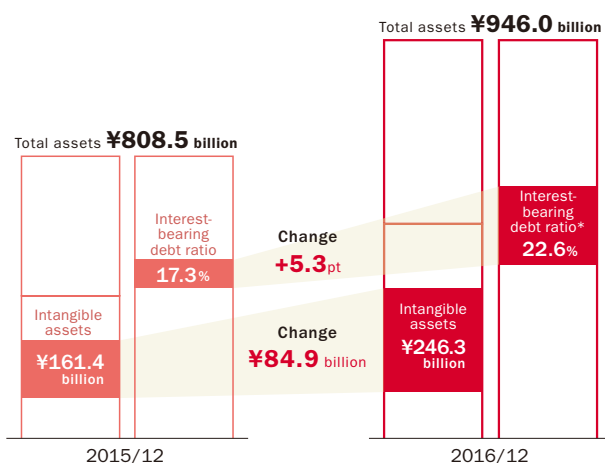 Total assets ¥946.0 billion
Total assets ¥808.5 billion
Interest-
bearing
debt ratio
17.3%
Change
+5.3pt
Interest-
bearing
debt ratio*
22.6%
Intangible
assets
¥161.4
billion
Change
¥84.9 billion
Intangible
assets
¥246.3
billion
2015/12
2016/12